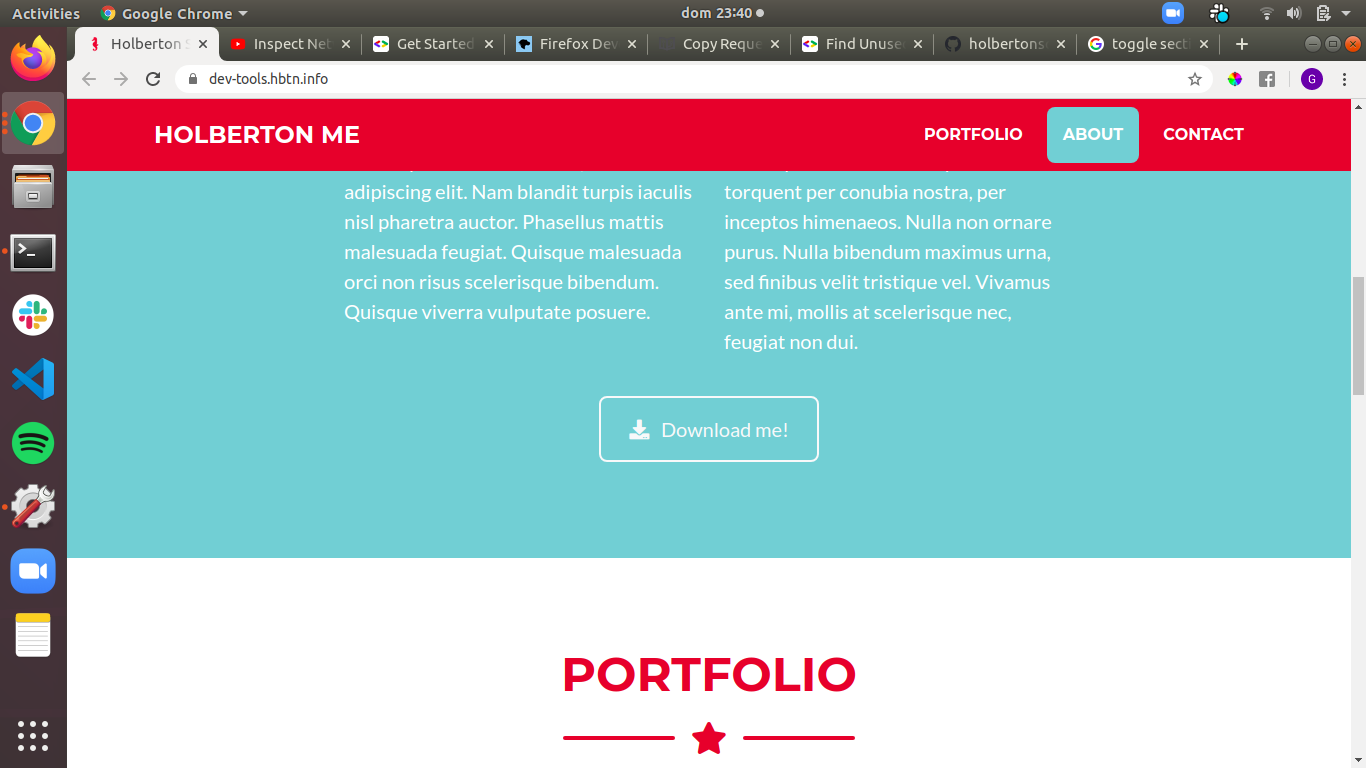 Activities
Google Chrome
dom 23:40
Holberton S
Inspect Net
Get Started
Firefox Dev
Copy Reque
Find Unuse
holbertons
toggle sect
dev-tools.hbtn.info
G
HOLBERTON ME
PORTFOLIO
ABOUT
CONTACT
adipiscing elit. Nam blandit turpis iaculis
nisl pharetra auctor. Phasellus mattis
malesuada feugiat. Quisque malesuada
orci non risus scelerisque bibendum.
Quisque viverra vulputate posuere.
torquent per conubia nostra, per
inceptos himenaeos. Nulla non ornare
purus. Nulla bibendum maximus urna,
sed finibus velit tristique vel. Vivamus
ante mi, mollis at scelerisque nec,
feugiat non dui.
Download me!
PORTFOLIO